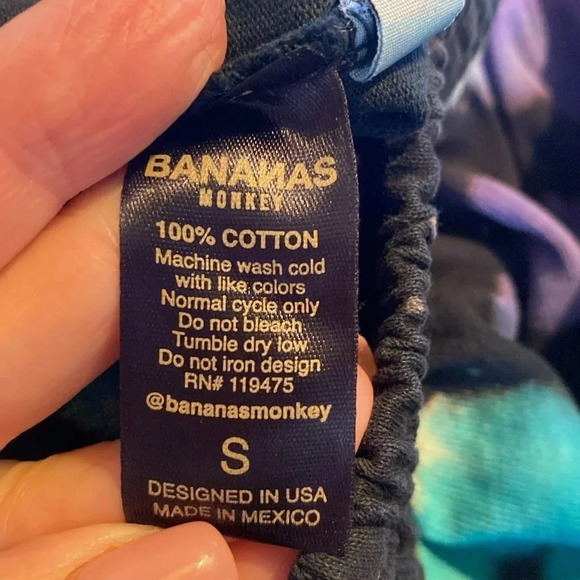 BANANAS
MONKEY
100% COTTON
Machine wash cold
with like colors
Normal cycle only
Do not bleach
Tumble dry low
Do not iron design
RN# 119475
@bananasmonkey
S
DESIGNED IN USA
MADE IN MEXICO